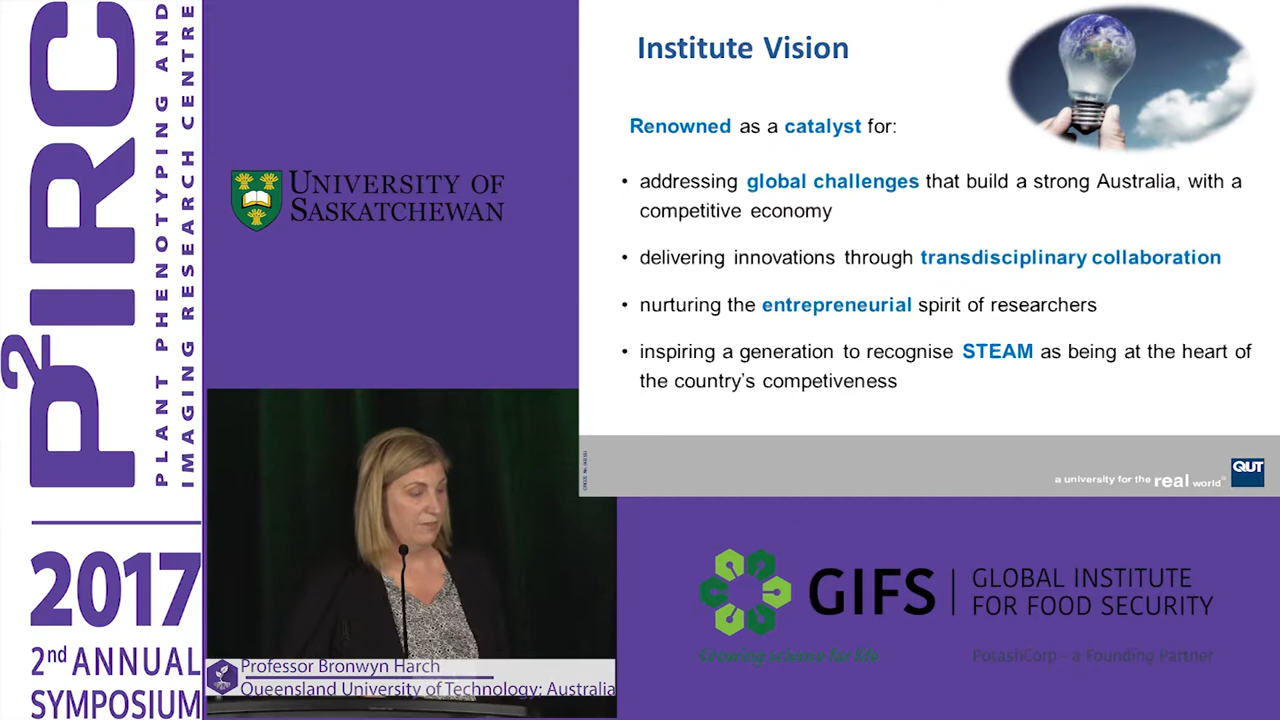 P²IRC
PLANT PHENOTYPING AND
IMAGING RESEARCH CENTRE
2017
2nd ANNUAL
SYMPOSIUM
UNIVERSITY OF
SASKATCHEWAN
Institute Vision
Renowned as a catalyst for:
• addressing global challenges that build a strong Australia, with a
competitive economy
• delivering innovations through transdisciplinary collaboration
• nurturing the entrepreneurial spirit of researchers
• inspiring a generation to recognise STEAM as being at the heart of
the country's competiveness
a university for the real world
QUT
Professor Bronwyn Harch
Queensland University of Technology: Australia
GIFS
GLOBAL INSTITUTE
FOR FOOD SECURITY
Growing science for life
PotashCorp - a Founding Partner